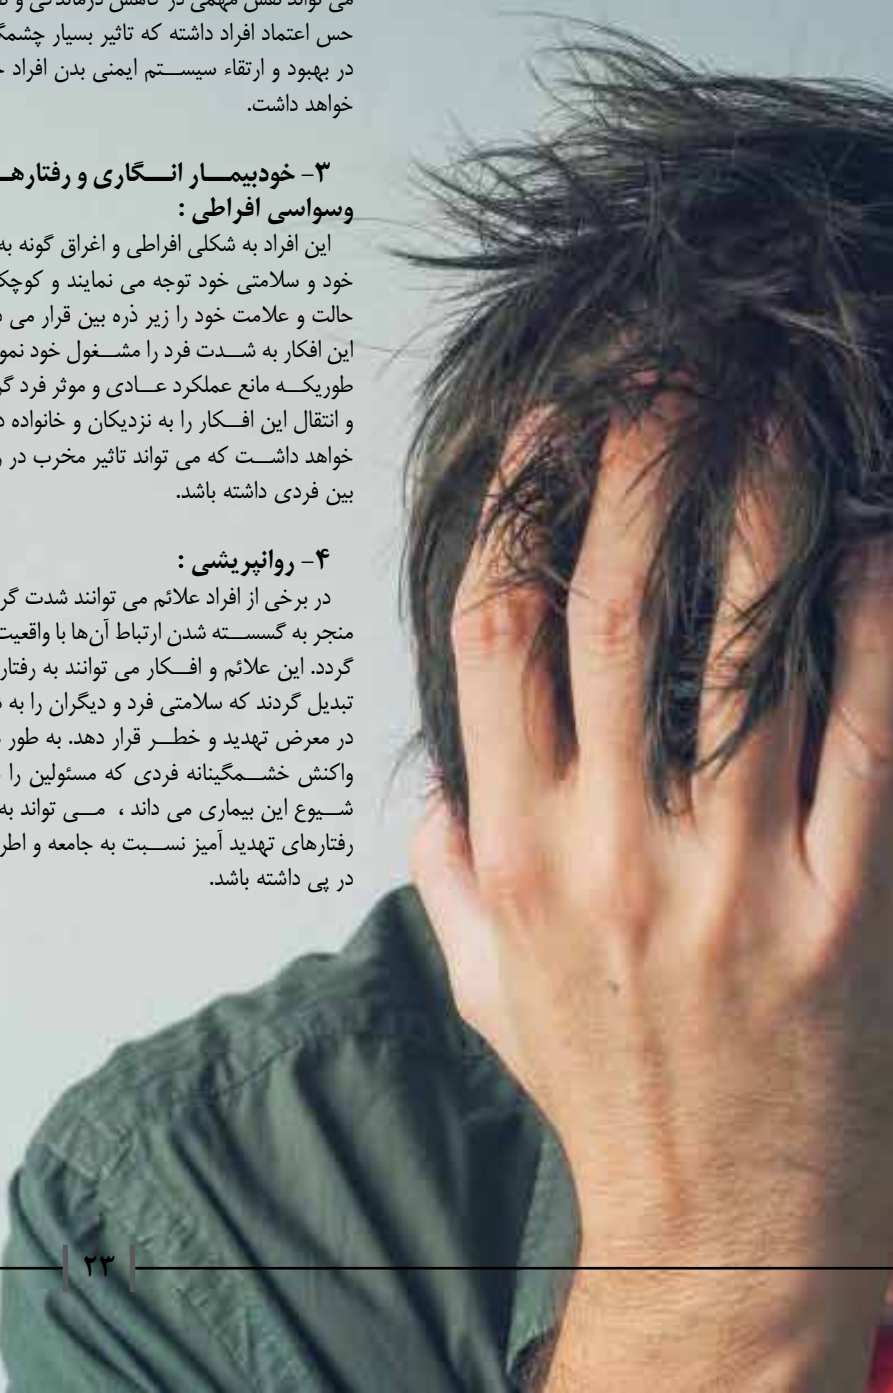 می تواند نقش مهمی در کاهش درماندگی و
حس اعتماد افراد داشته که تاثیر بسیار
در بهبود و ارتقاء سیستم ایمنی بدن افراد
خواهد داشت.
۳- خودبیمار انگاری و
وسواسی افراطی :
این افراد به شکلی افراطی و اغراق گونه به
خود و سلامتی خود توجه می نمایند و
حالت و علامت خود را زیر ذره بین قرار می
این افکار به شدت فرد را مشغول خود
طوریکه مانع عملکرد عادی و موثر فرد
و انتقال این افکار را به نزدیکان و خانواده
خواهد داشت که می تواند تاثیر مخرب در
بین فردی داشته باشد.
۴- روانپریشی :
در برخی از افراد علائم می توانند شدت
منجر به گسسته شدن ارتباط آن‌ها با
گردد. این علائم و افکار می توانند به
تبدیل گردند که سلامتی فرد و دیگران را به
در معرض تهدید و خطر قرار دهد. به طور
واکنش خشمگینانه فردی که مسئولین را
شیوع این بیماری می داند ، می تواند به
رفتارهای تهدید آمیز نسبت به جامعه و
در پی داشته باشد.
۲۳